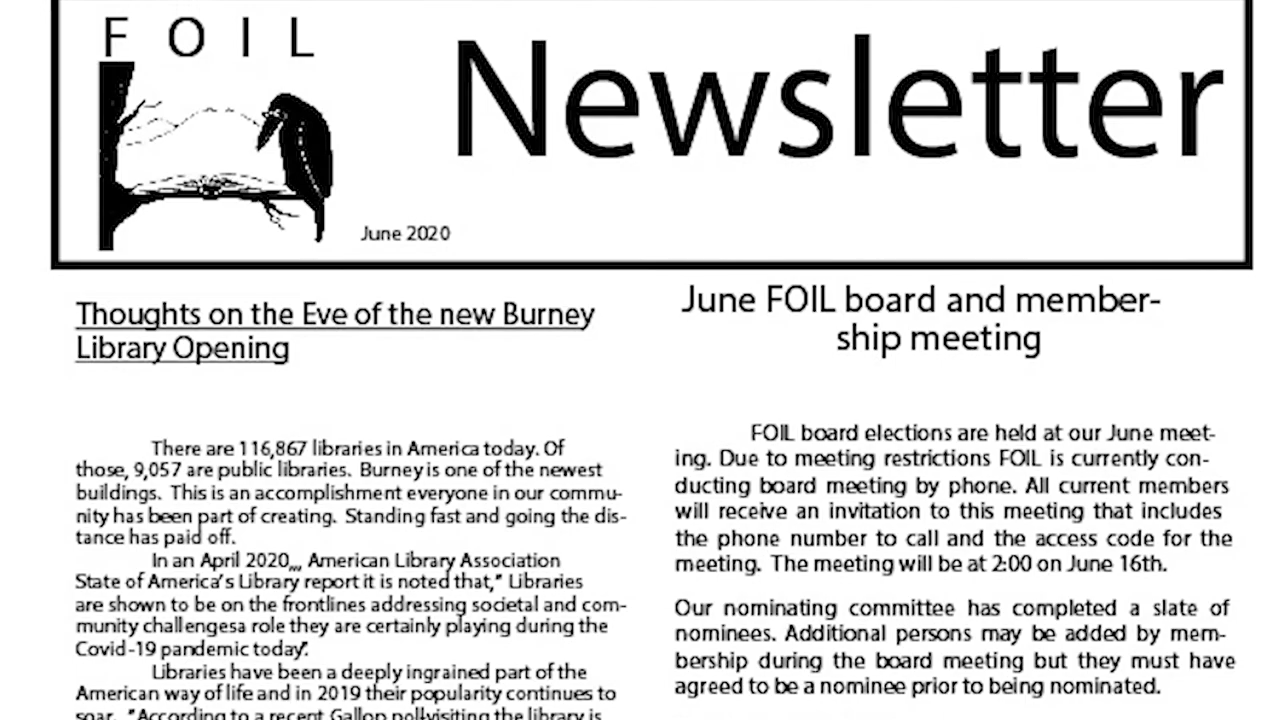 FOIL
Newsletter
June 2020
Thoughts on the Eve of the new Burney
Library Opening
There are 116,867 libraries in America today. Of
those, 9,057 are public libraries. Burney is one of the newest
buildings. This is an accomplishment everyone in our commu-
nity has been part of creating. Standing fast and going the dis-
tance has paid off.
In an April 2020,,, American Library Association
State of America's Library report it is noted that," Libraries
are shown to be on the frontlines addressing societal and com-
munity challengesa role they are certainly playing during the
Covid-19 pandemic today".
Libraries have been a deeply ingrained part of the
American way of life and in 2019 their popularity continues to
soar. "According to a recent Gallop poll, visiting the library is
June FOIL board and member-
ship meeting
FOIL board elections are held at our June meet-
ing. Due to meeting restrictions FOIL is currently con-
ducting board meeting by phone. All current members
will receive an invitation to this meeting that includes
the phone number to call and the access code for the
meeting. The meeting will be at 2:00 on June 16th.
Our nominating committee has completed a slate of
nominees. Additional persons may be added by mem-
bership during the board meeting but they must have
agreed to be a nominee prior to being nominated.